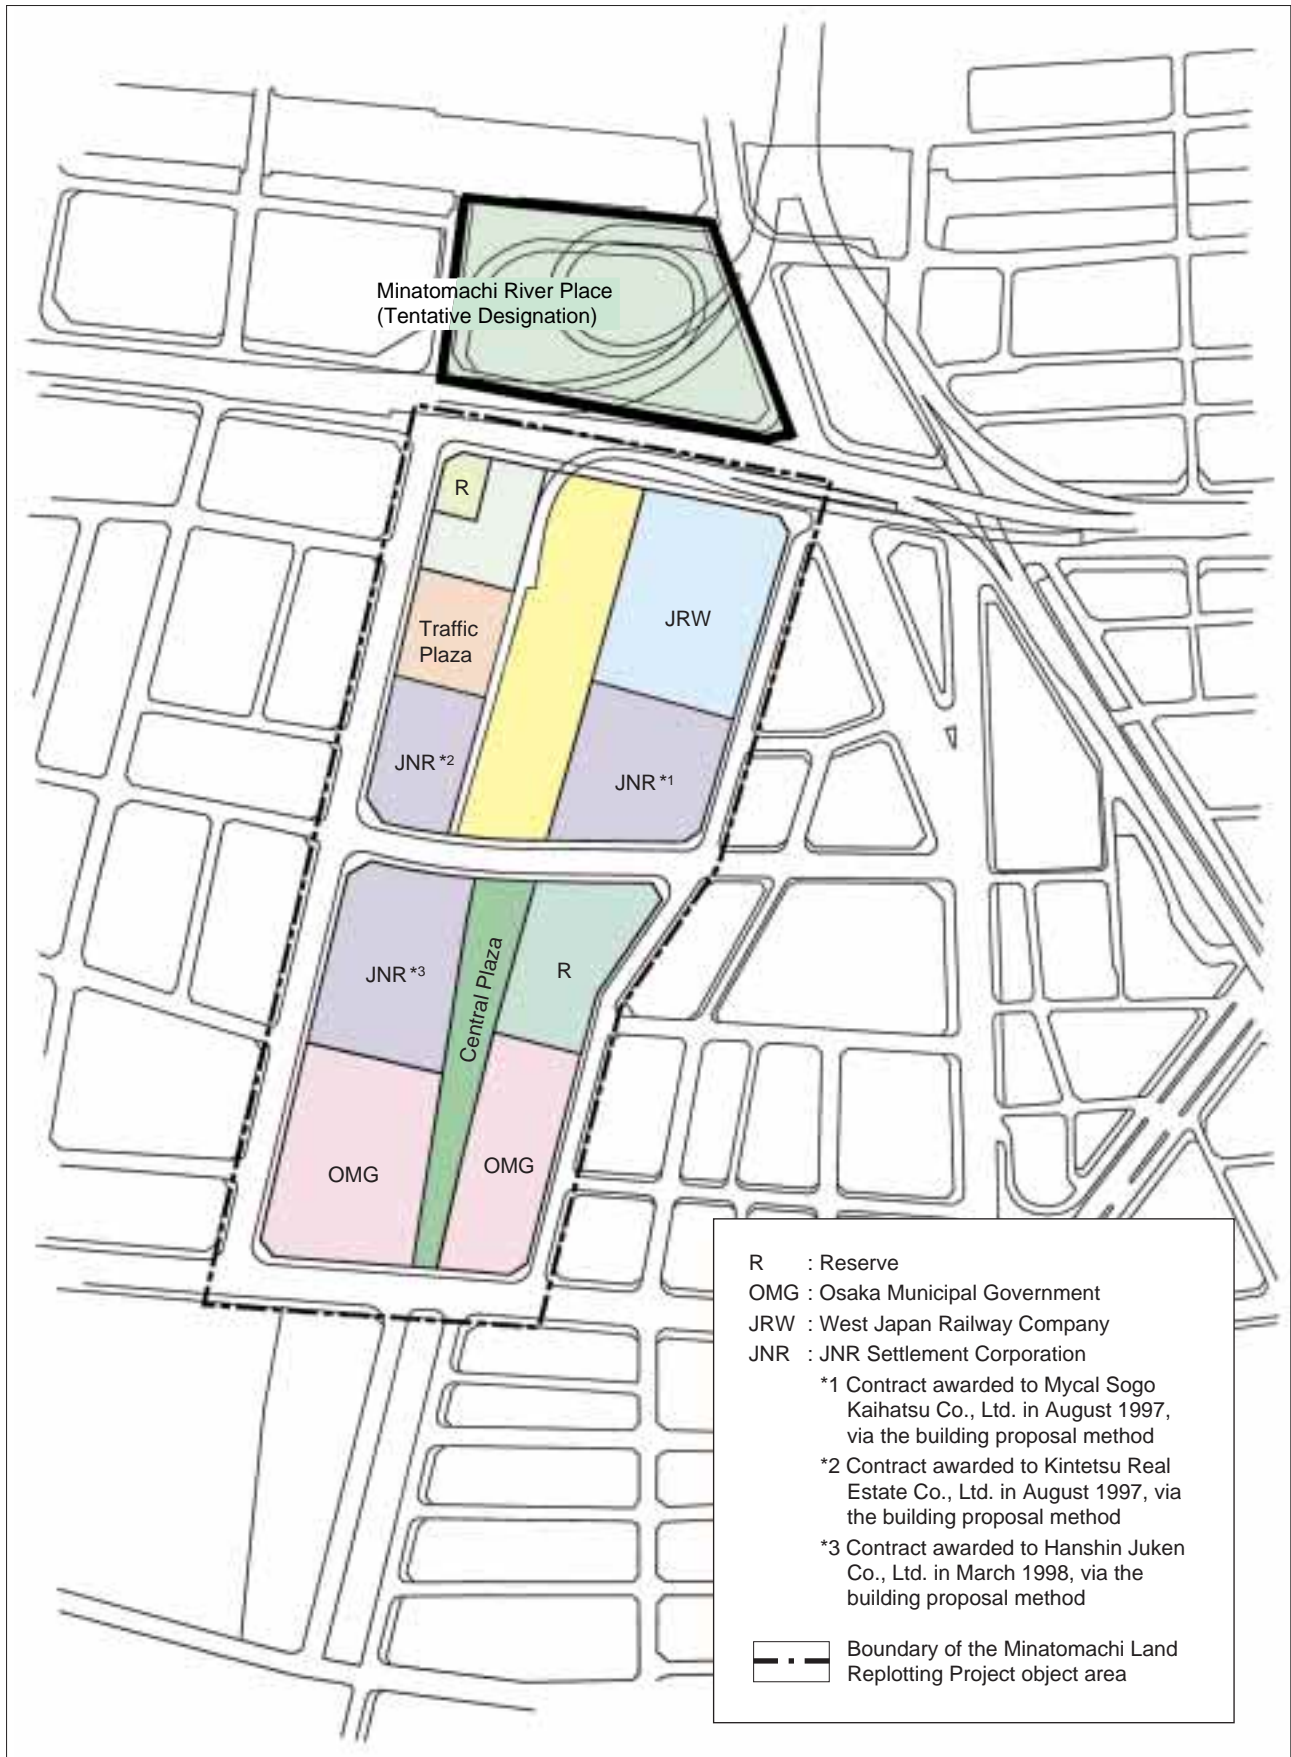 Minatomachi River Place
(Tentative Designation)
R
JRW
Traffic
Plaza
JNR *2
JNR *1
JNR *3
Central Plaza
R
OMG
OMG
R : Reserve
OMG : Osaka Municipal Government
JRW : West Japan Railway Company
JNR : JNR Settlement Corporation
*1 Contract awarded to Mycal Sogo
Kaihatsu Co., Ltd. in August 1997,
via the building proposal method
*2 Contract awarded to Kintetsu Real
Estate Co., Ltd. in August 1997, via
the building proposal method
*3 Contract awarded to Hanshin Juken
Co., Ltd. in March 1998, via the
building proposal method
Boundary of the Minatomachi Land
Replotting Project object area